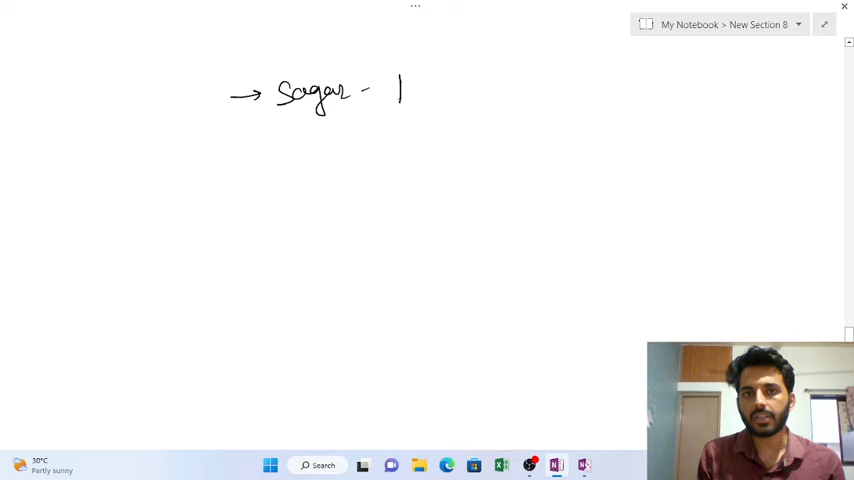 My Notebook > New Section 8
→ Sagar - 1
30°C
Partly sunny
Search